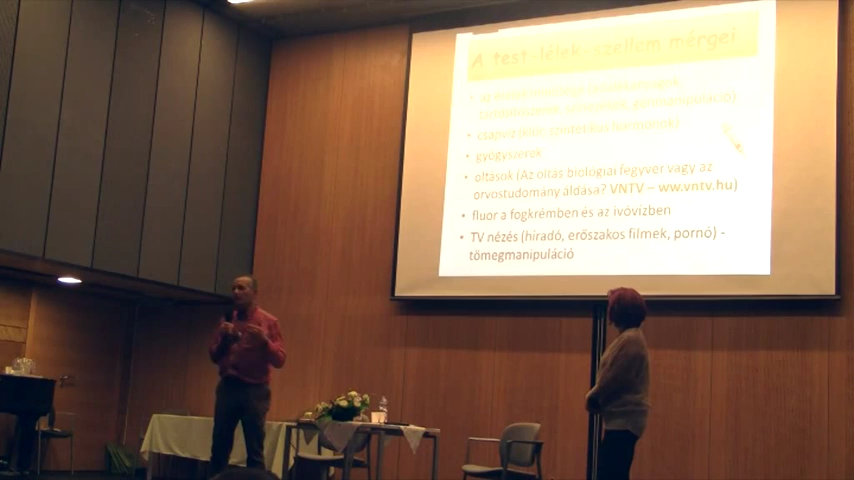 A test-lélek-szellem mérgei
• csapvíz
• gyógyszerek
• oltások (Az oltás biológiai fegyver vagy az
orvostudomány áldása? VNTV – ww.vntv.hu)
• fluor a fogkrémben és az ivóvízben
• TV nézés (híradó, erőszakos filmek, pornó) -
tömegmanipuláció